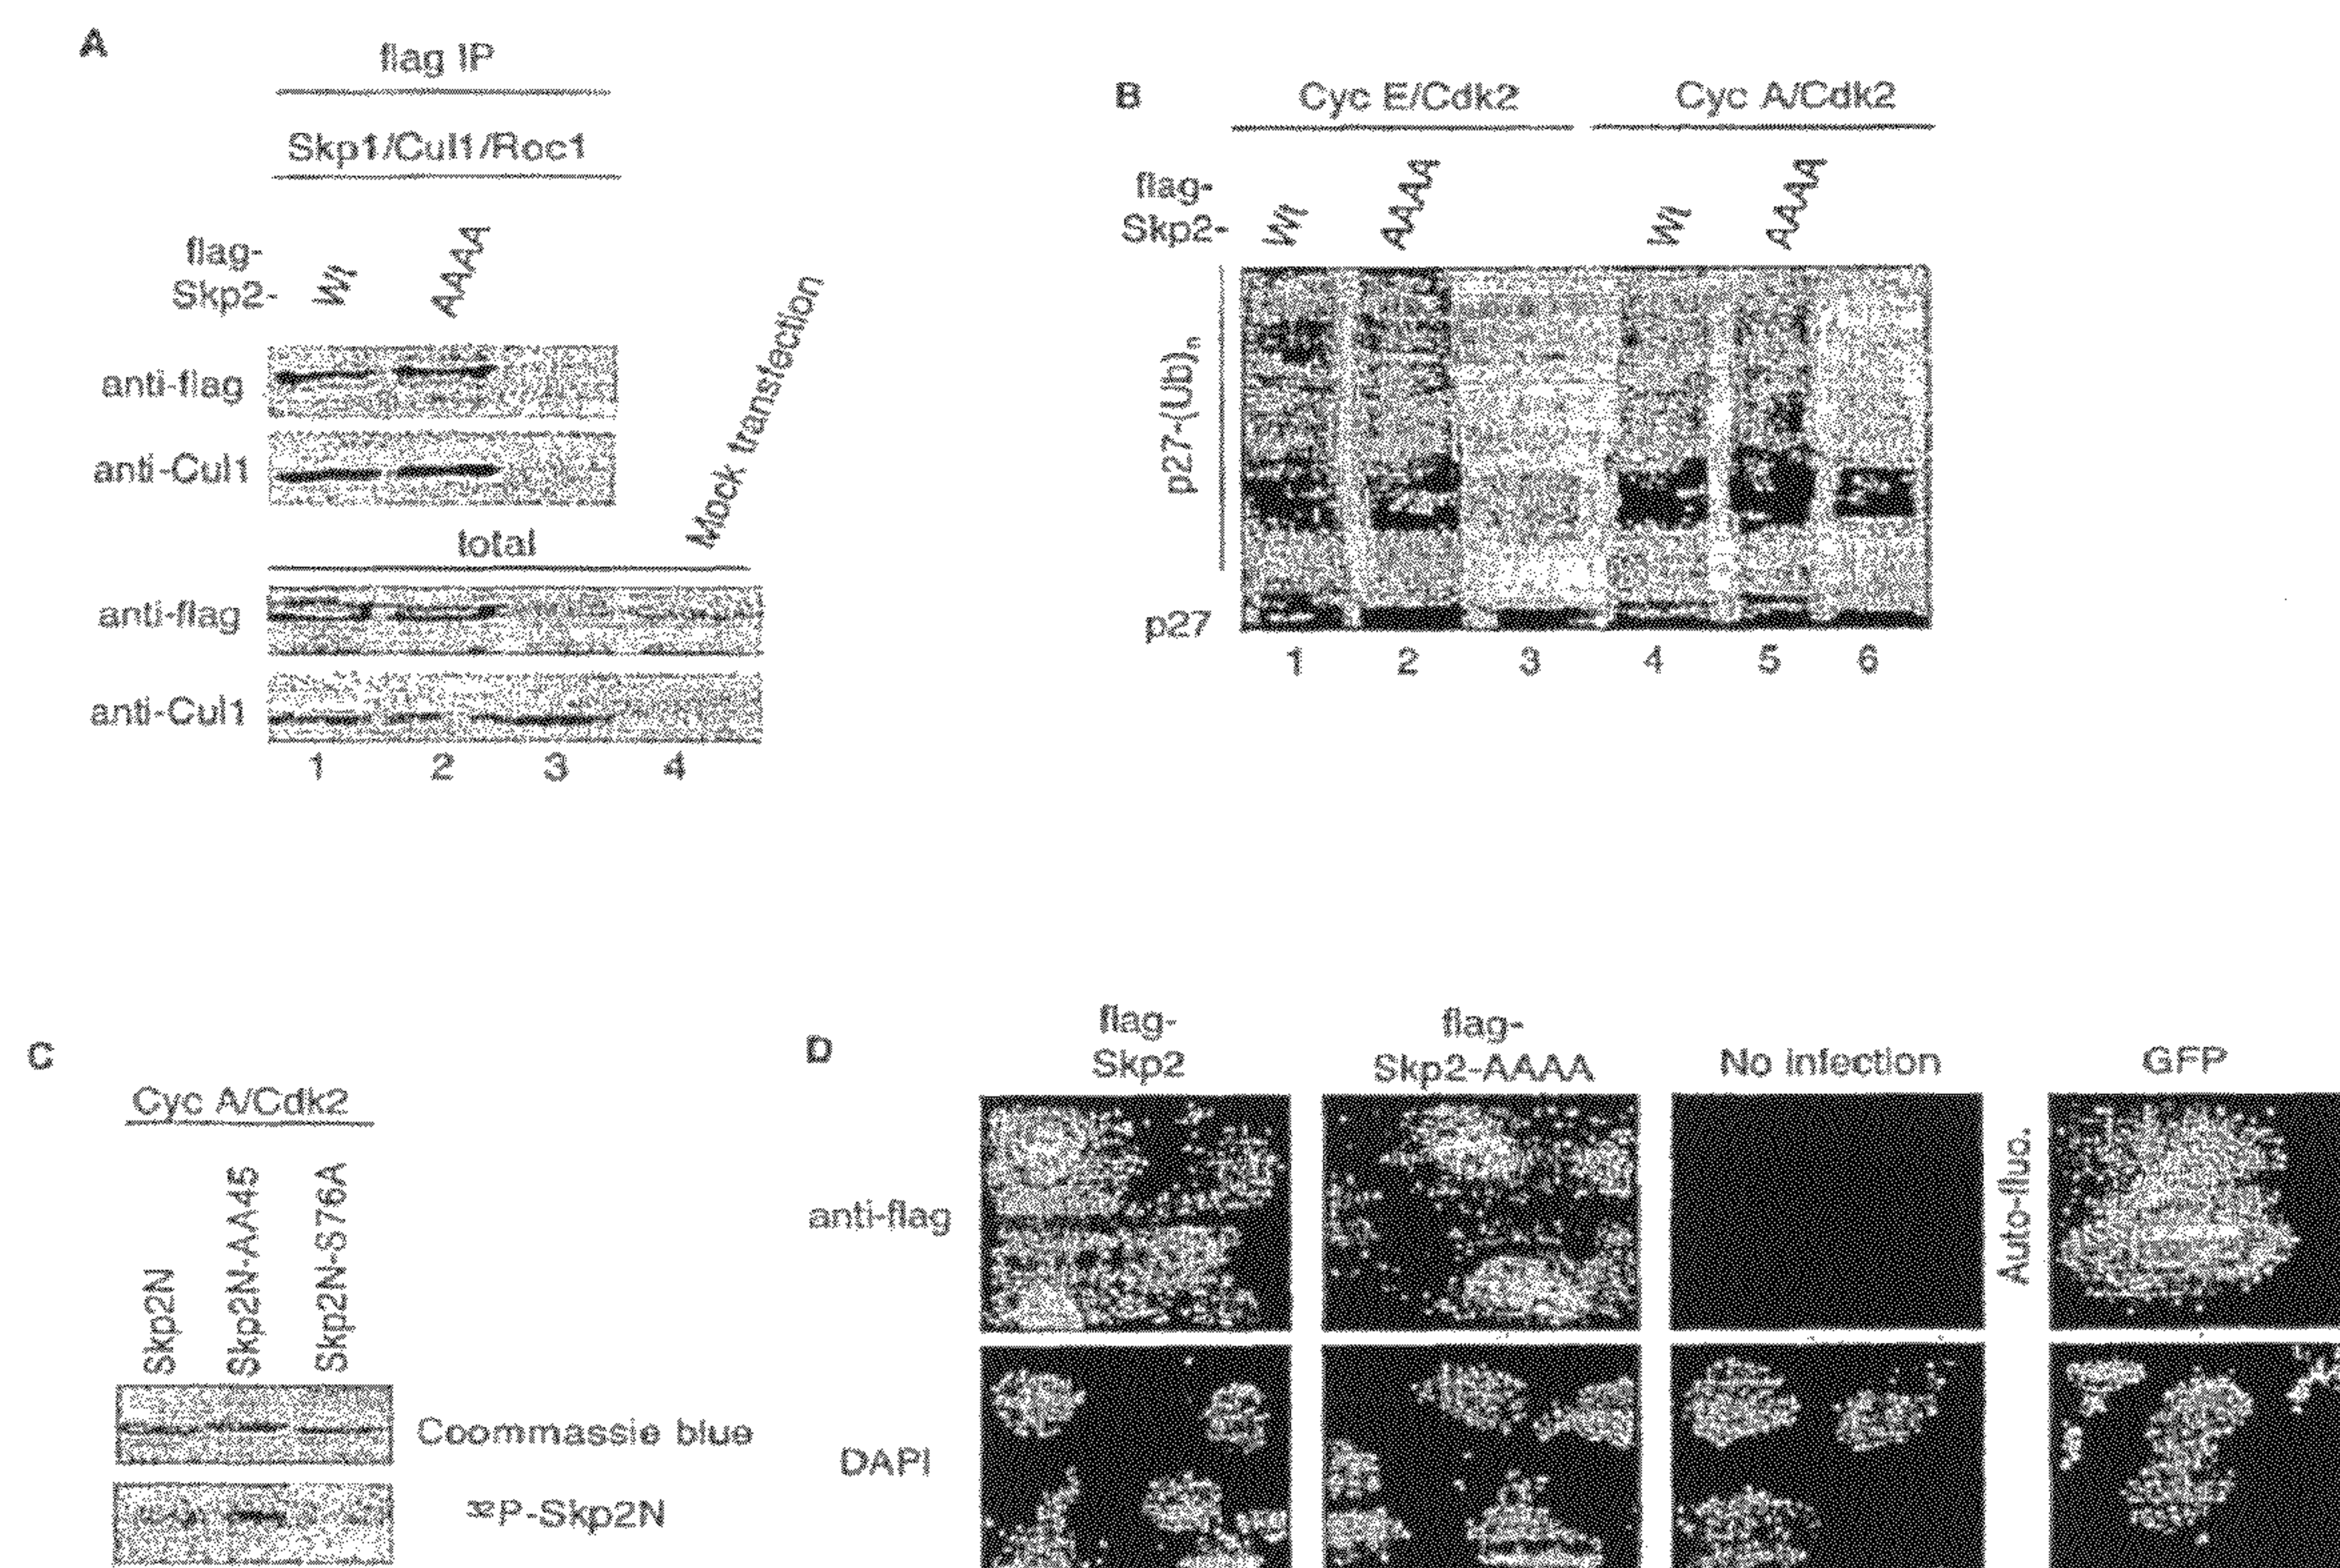 A
flag IP
Skp1/Cul1/Roc1
flag-
Skp2-
Wt
AAAA
Mock transfection
anti-flag
anti-Cul1
total
anti-flag
anti-Cul1
1 2 3 4
B
Cyc E/Cdk2 Cyc A/Cdk2
flag-
Skp2-
Wt AAAA Wt AAAA
p27-(Ub)n
p27
1 2 3 4 5 6
C
Cyc A/Cdk2
Skp2N
Skp2N-AA45
Skp2N-S76A
Coommassie blue
32P-Skp2N
D
flag-
Skp2
flag-
Skp2-AAAA
No infection
GFP
anti-flag
Auto-fluo.
DAPI